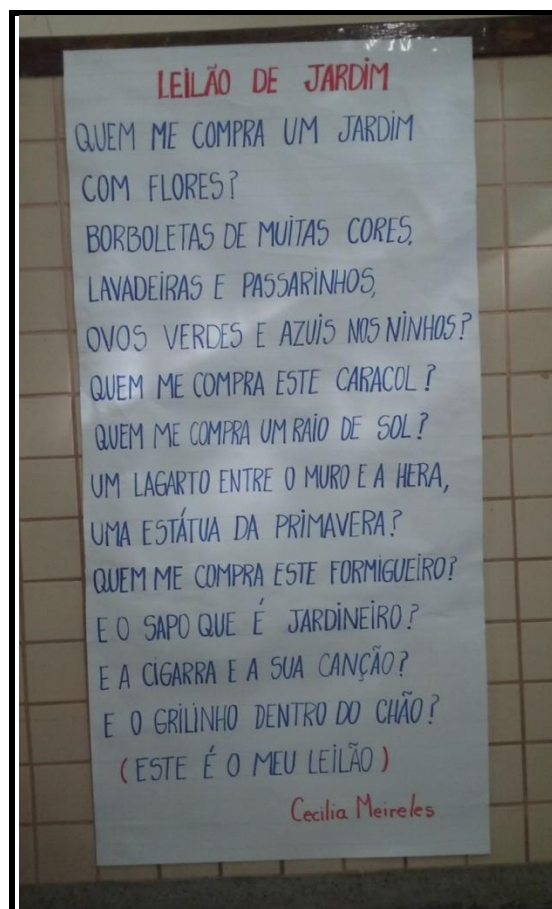 LEILÃO DE JARDIM
QUEM ME COMPRA UM JARDIM
COM FLORES?
BORBOLETAS DE MUITAS CORES,
LAVADEIRAS E PASSARINHOS,
OVOS VERDES E AZUIS NOS NINHOS?
QUEM ME COMPRA ESTE CARACOL?
QUEM ME COMPRA UM RAIO DE SOL?
UM LAGARTO ENTRE O MURO E A HERA,
UMA ESTÁTUA DA PRIMAVERA?
QUEM ME COMPRA ESTE FORMIGUEIRO?
E O SAPO QUE É JARDINEIRO?
E A CIGARRA E A SUA CANÇÃO?
E O GRILINHO DENTRO DO CHÃO?
(ESTE É O MEU LEILÃO)
Cecilia Meireles